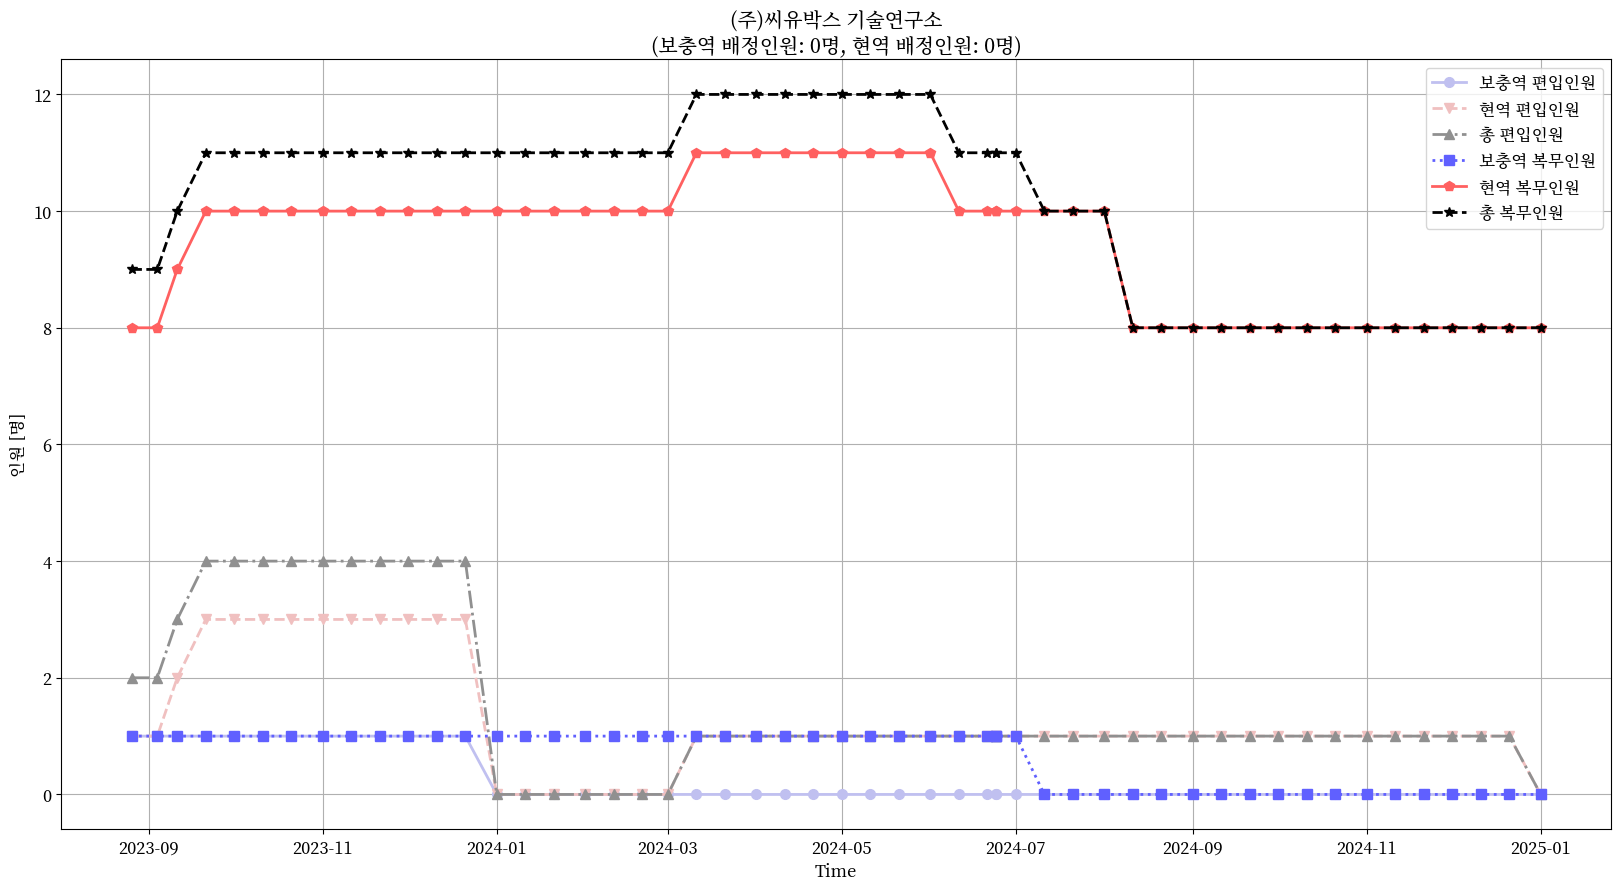 (주)씨유박스 기술연구소
(보충역 배정인원: 0명, 현역 배정인원: 0명)
보충역 편입인원
현역 편입인원
총 편입인원
보충역 복무인원
현역 복무인원
총 복무인원
인원 [명]
12
10
8
6
4
2
0
2023-09
2023-11
2024-01
2024-03
2024-05
2024-07
2024-09
2024-11
2025-01
Time